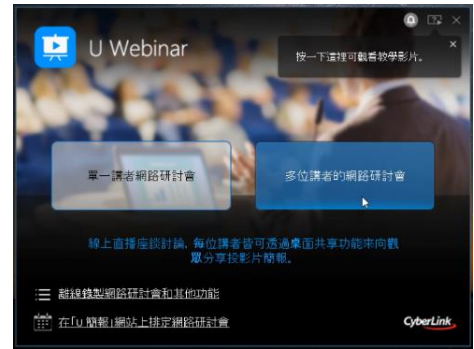 U Webinar
按一下這裡可觀看教學影片。
單一講者網路研討會
多位講者的網路研討會
線上直播座談討論, 每位講者皆可透過桌面共享功能來向觀
眾分享投影片簡報。
離線錄製網路研討會和其他功能
在「U 簡報」網站上排定網路研討會
CyberLink